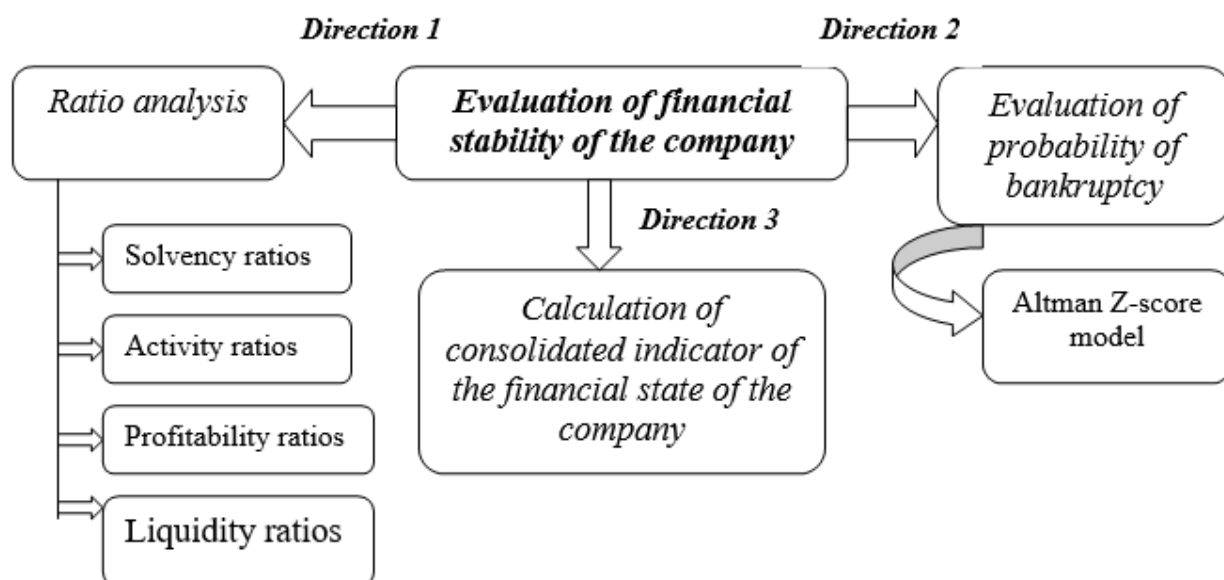 Direction 1
Direction 2
Ratio analysis
Evaluation of financial
stability of the company
Evaluation of
probability of
bankruptcy
Direction 3
Solvency ratios
Activity ratios
Profitability ratios
Liquidity ratios
Calculation of
consolidated indicator of
the financial state of the
company
Altman Z-score
model